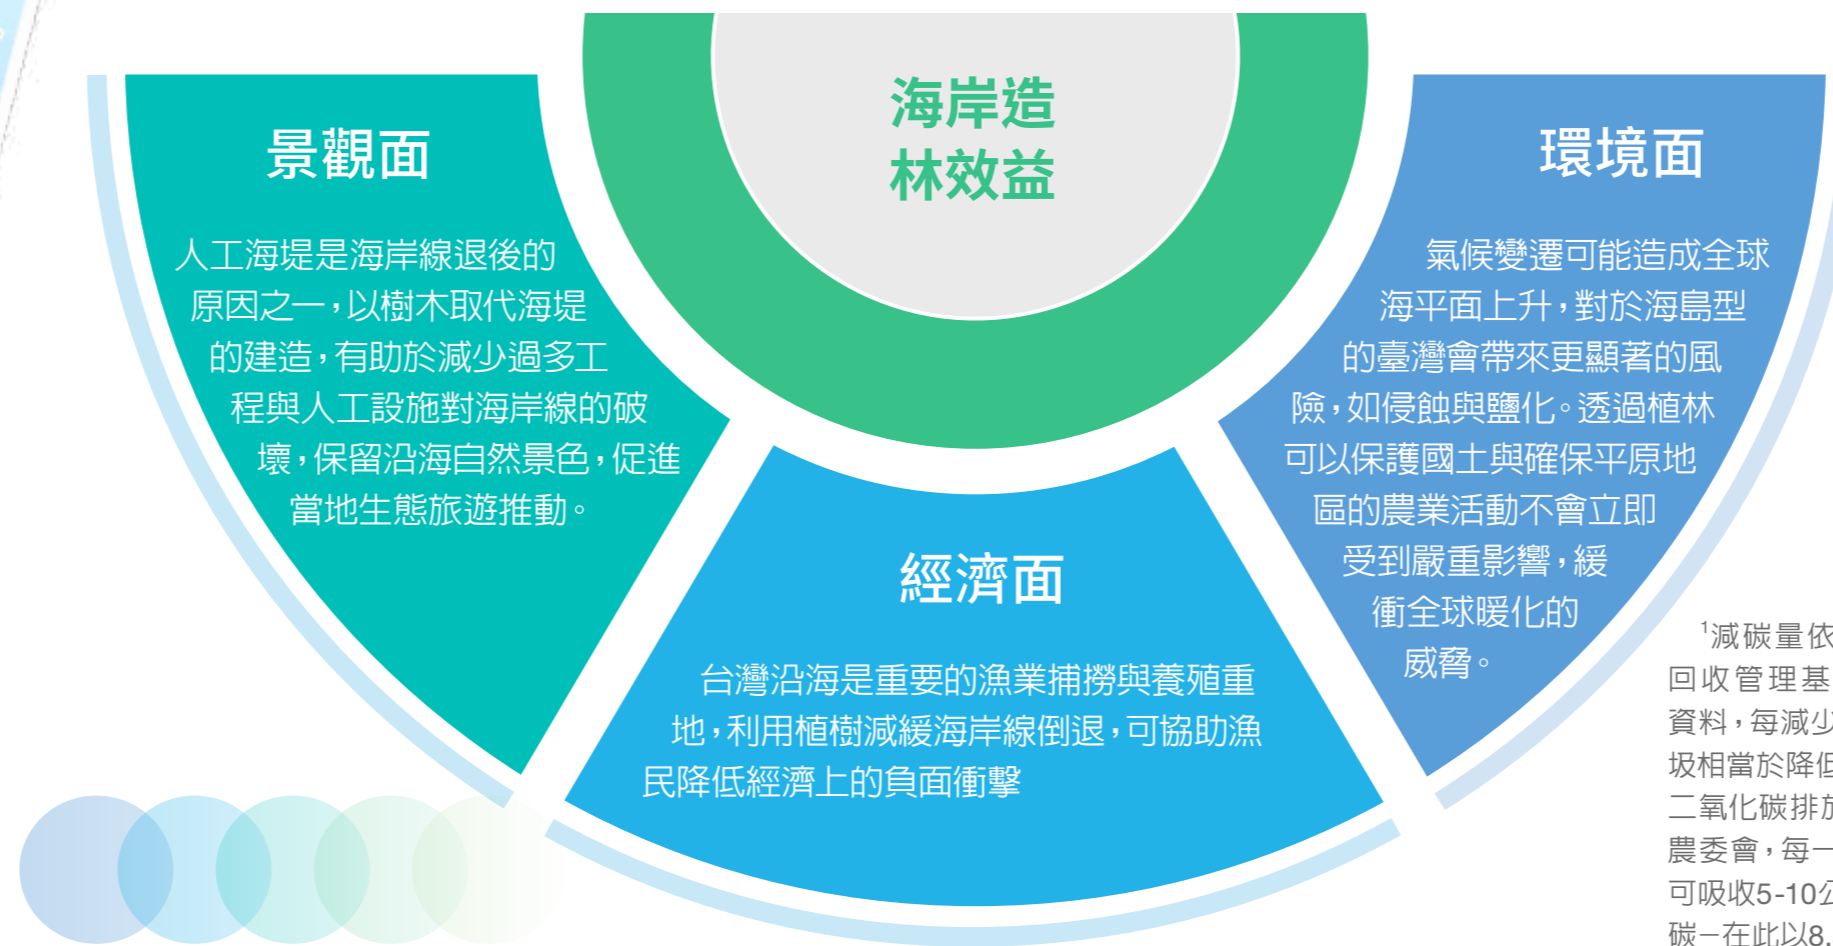 海岸造
林效益
景觀面
人工海堤是海岸線退後的
原因之一，以樹木取代海堤
的建造，有助於減少過多工
程與人工設施對海岸線的破
壞，保留沿海自然景色，促進
當地生態旅遊推動。
經濟面
台灣沿海是重要的漁業捕撈與養殖重
地，利用植樹減緩海岸線倒退，可協助漁
民降低經濟上的負面衝擊
環境面
氣候變遷可能造成全球
海平面上升，對於海島型
的臺灣會帶來更顯著的風
險，如侵蝕與鹽化。透過植林
可以保護國土與確保平原地
區的農業活動不會立即
受到嚴重影響，緩
衝全球暖化的
威脅。
¹減碳量依
回收管理基
資料，每減少
圾相當於降低
二氧化碳排放
農委會，每一
可吸收5-10公
碳－在此以8.